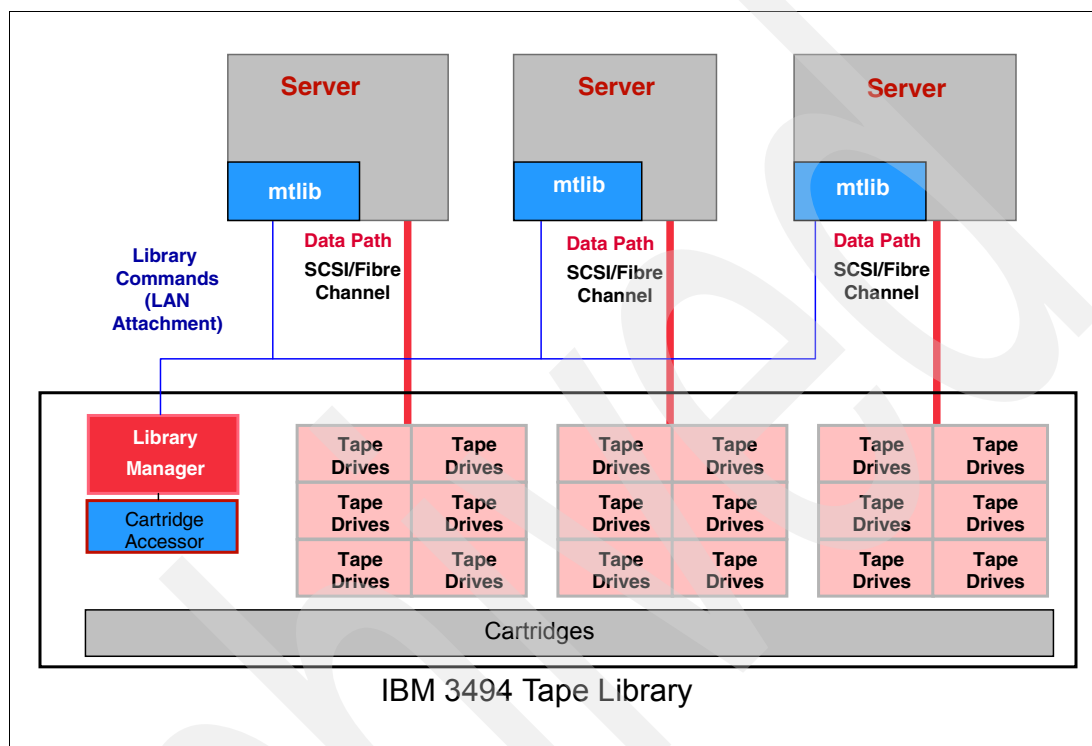 Server
Server
Server
mtlib
mtlib
mtlib
Library
Commands
(LAN
Attachment)
Data Path
SCSI/Fibre
Channel
Data Path
SCSI/Fibre
Channel
Data Path
SCSI/Fibre
Channel
Library
Manager
Cartridge
Accessor
Tape
Drives
Tape
Drives
Tape
Drives
Tape
Drives
Tape
Drives
Tape
Drives
Tape
Drives
Tape
Drives
Tape
Drives
Tape
Drives
Tape
Drives
Tape
Drives
Tape
Drives
Tape
Drives
Tape
Drives
Tape
Drives
Tape
Drives
Tape
Drives
Cartridges
IBM 3494 Tape Library